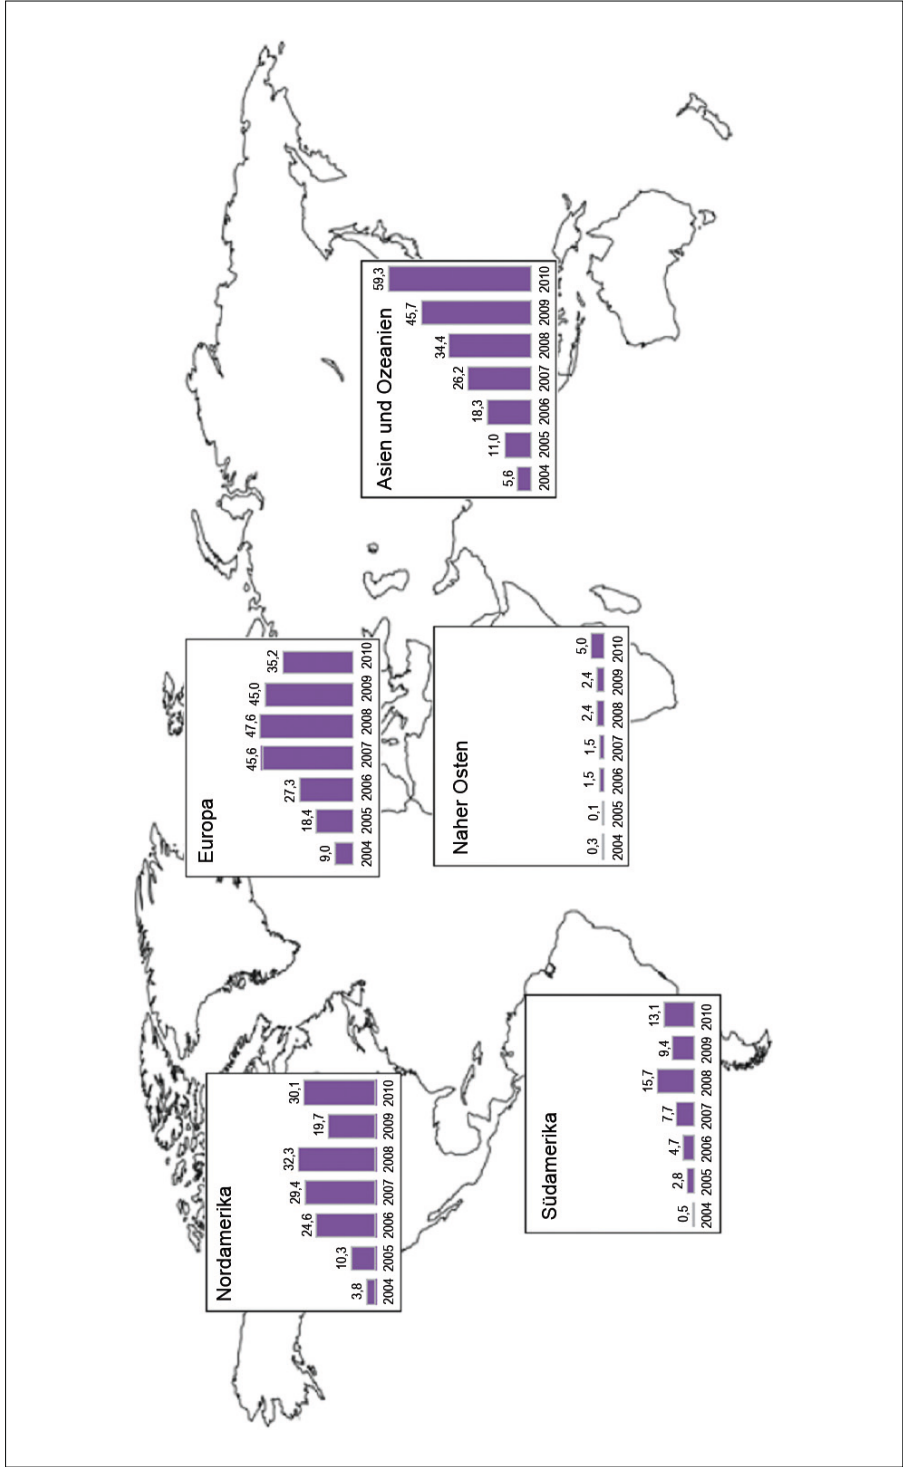 Nordamerika
3,8 10,3 24,6 29,4 32,3 19,7 30,1
2004 2005 2006 2007 2008 2009 2010
Europa
9,0 18,4 27,3 45,6 47,6 45,0 35,2
2004 2005 2006 2007 2008 2009 2010
Asien und Ozeanien
5,6 11,0 18,3 26,2 34,4 45,7 59,3
2004 2005 2006 2007 2008 2009 2010
Südamerika
0,5 2,8 4,7 7,7 15,7 9,4 13,1
2004 2005 2006 2007 2008 2009 2010
Naher Osten
0,3 0,1 1,5 1,5 2,4 2,4 5,0
2004 2005 2006 2007 2008 2009 2010